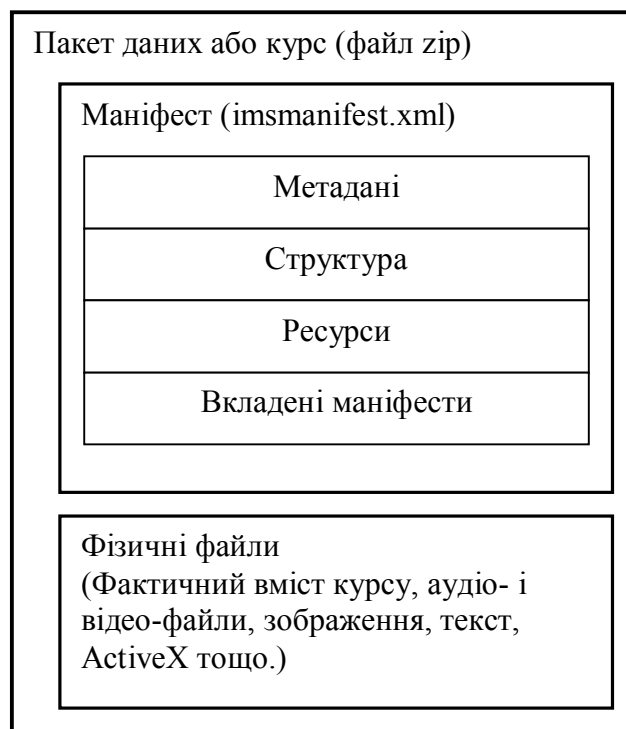 Пакет даних або курс (файл zip)
Маніфест (imsmanifest.xml)
Метадані
Структура
Ресурси
Вкладені маніфести
Фізичні файли
(Фактичний вміст курсу, аудіо- і
відео-файли, зображення, текст,
ActiveX тощо.)